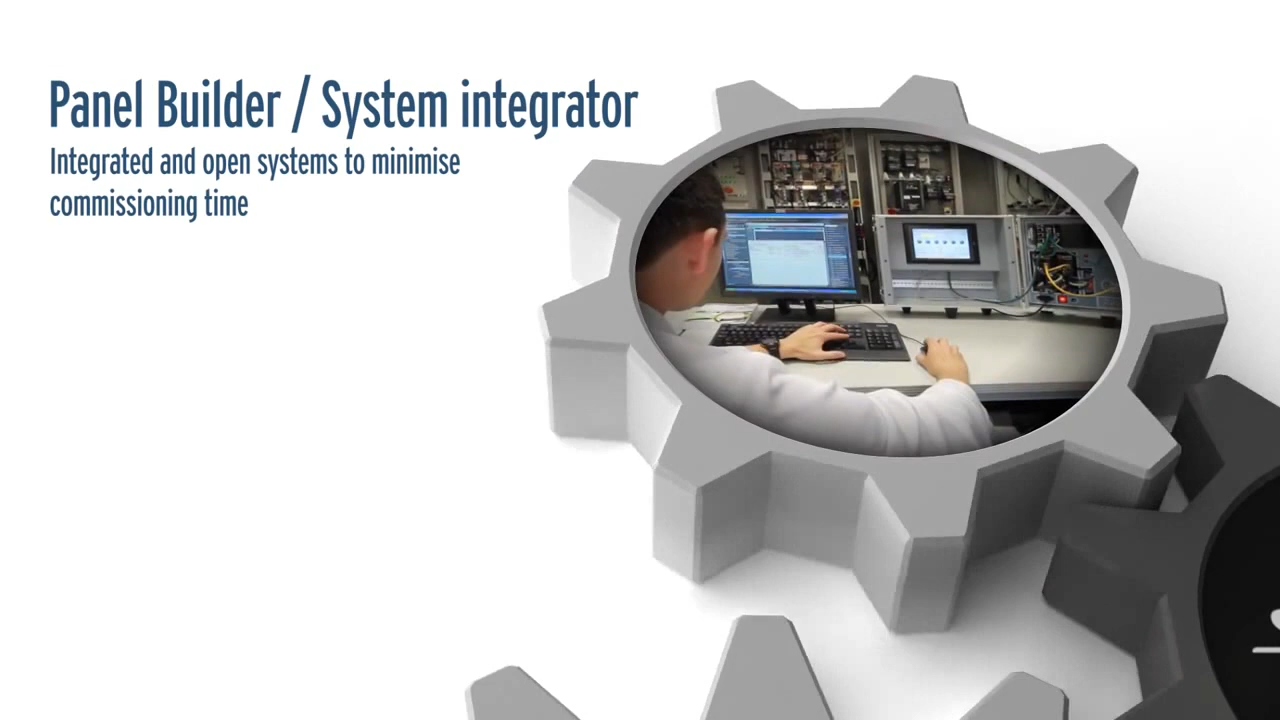 Panel Builder / System integrator
Integrated and open systems to minimise
commissioning time